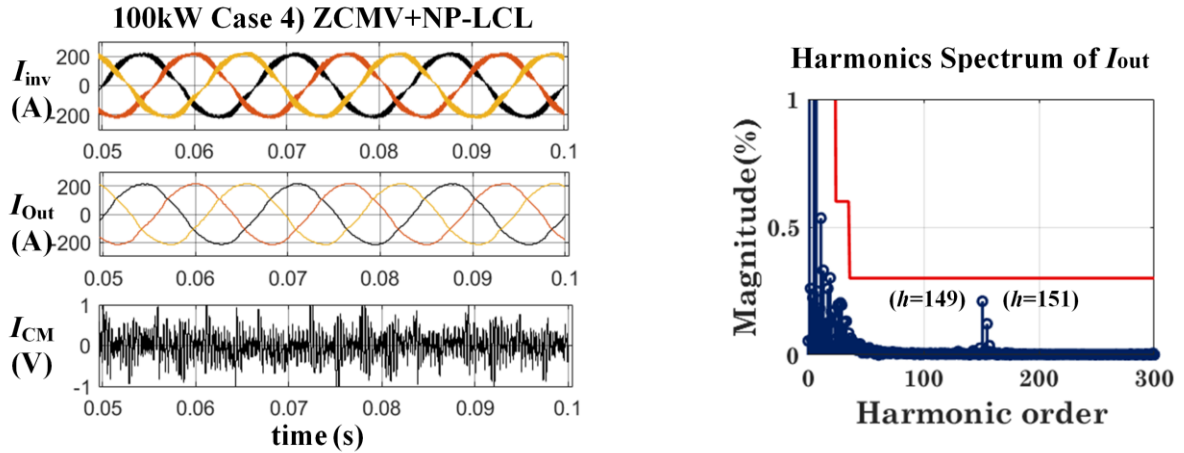 100kW Case 4) ZCMV+NP-LCL
I_inv
(A)
200
0
-200
0.05 0.06 0.07 0.08 0.09 0.1
I_Out
(A)
200
0
-200
0.05 0.06 0.07 0.08 0.09 0.1
I_CM
(V)
1
0
-1
0.05 0.06 0.07 0.08 0.09 0.1
time (s)
Harmonics Spectrum of I_out
Magnitude(%)
1
0.5
0
(h=149) (h=151)
0 100 200 300
Harmonic order